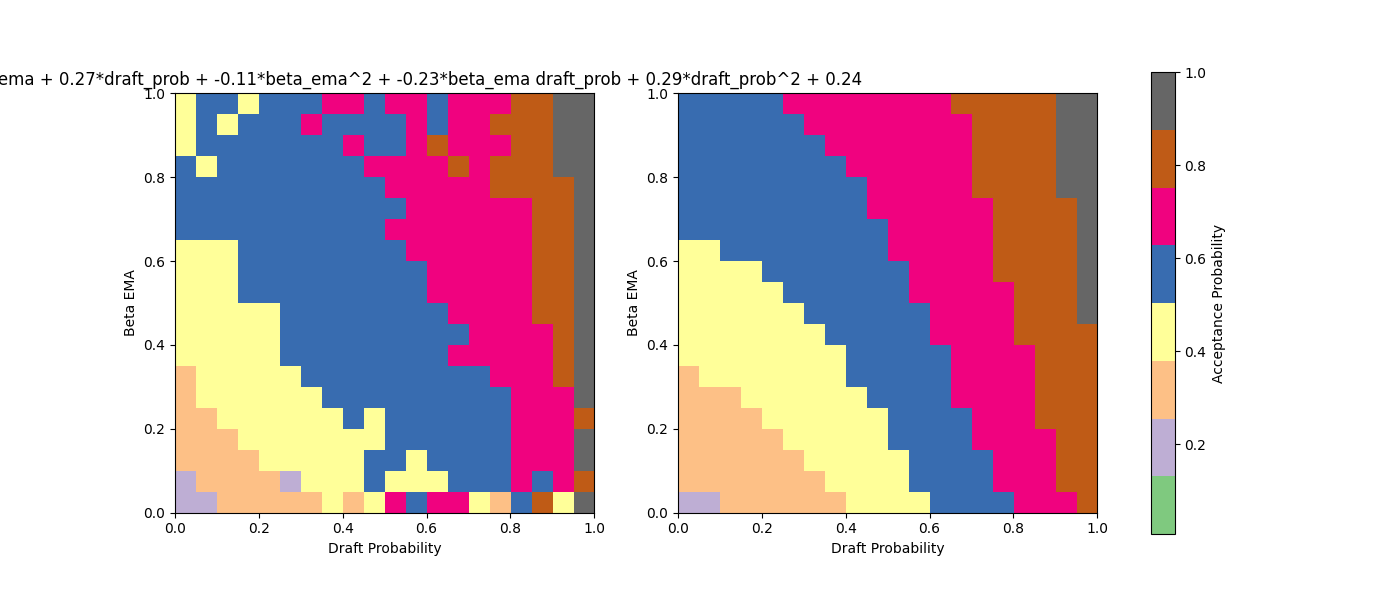 ema + 0.27*draft_prob + -0.11*beta_ema^2 + -0.23*beta_ema draft_prob + 0.29*draft_prob^2 + 0.24
1.0
0.8
0.6
0.4
0.2
0.0
Beta EMA
0.0 0.2 0.4 0.6 0.8 1.0
Draft Probability
1.0
0.8
0.6
0.4
0.2
0.0
Beta EMA
0.0 0.2 0.4 0.6 0.8 1.0
Draft Probability
1.0
0.8
0.6
0.4
0.2
Acceptance Probability